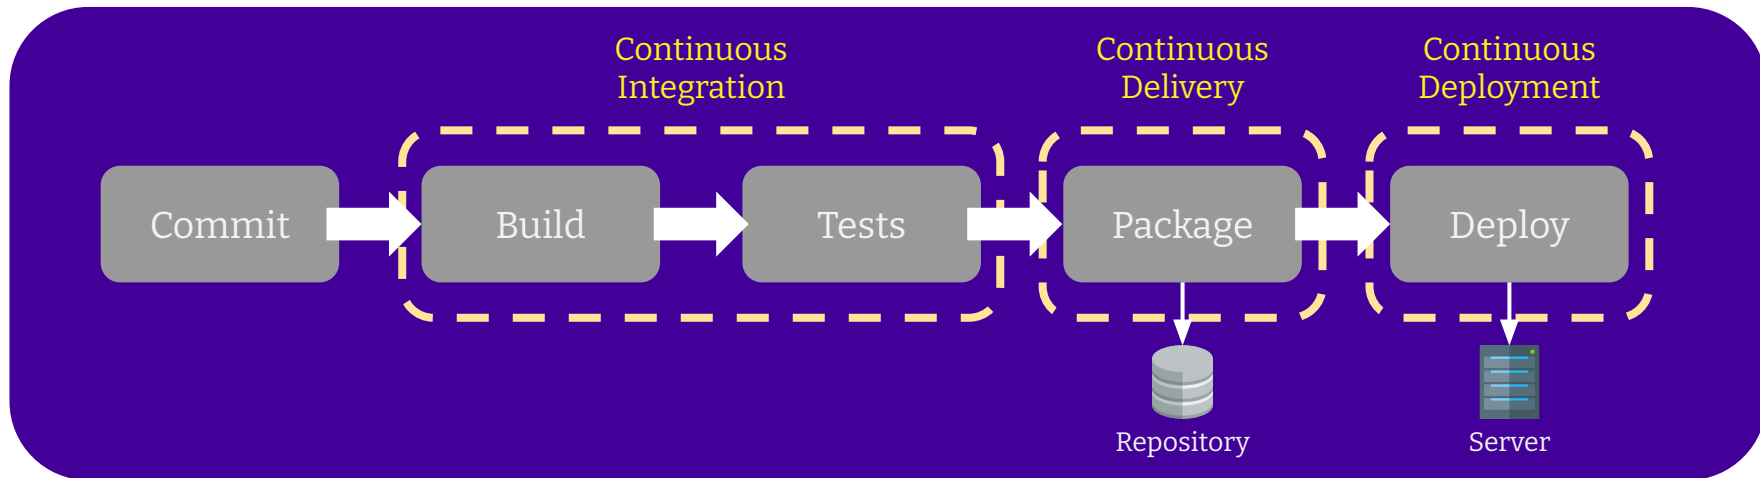 Continuous
Integration
Continuous
Delivery
Continuous
Deployment
Commit
Build
Tests
Package
Deploy
Repository
Server